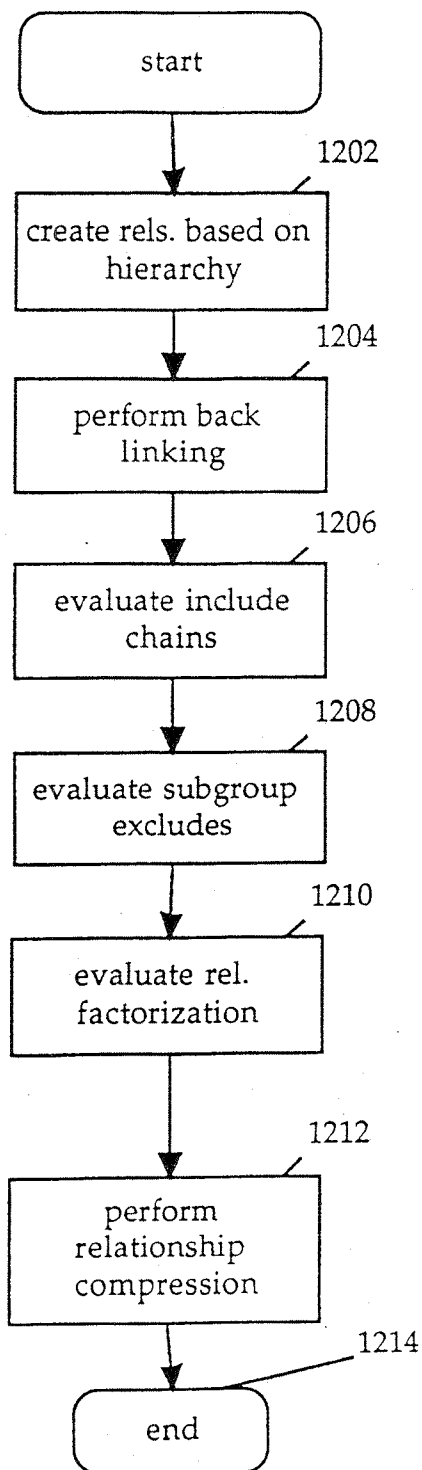 start
1202
create rels. based on
hierarchy
1204
perform back
linking
1206
evaluate include
chains
1208
evaluate subgroup
excludes
1210
evaluate rel.
factorization
1212
perform
relationship
compression
1214
end